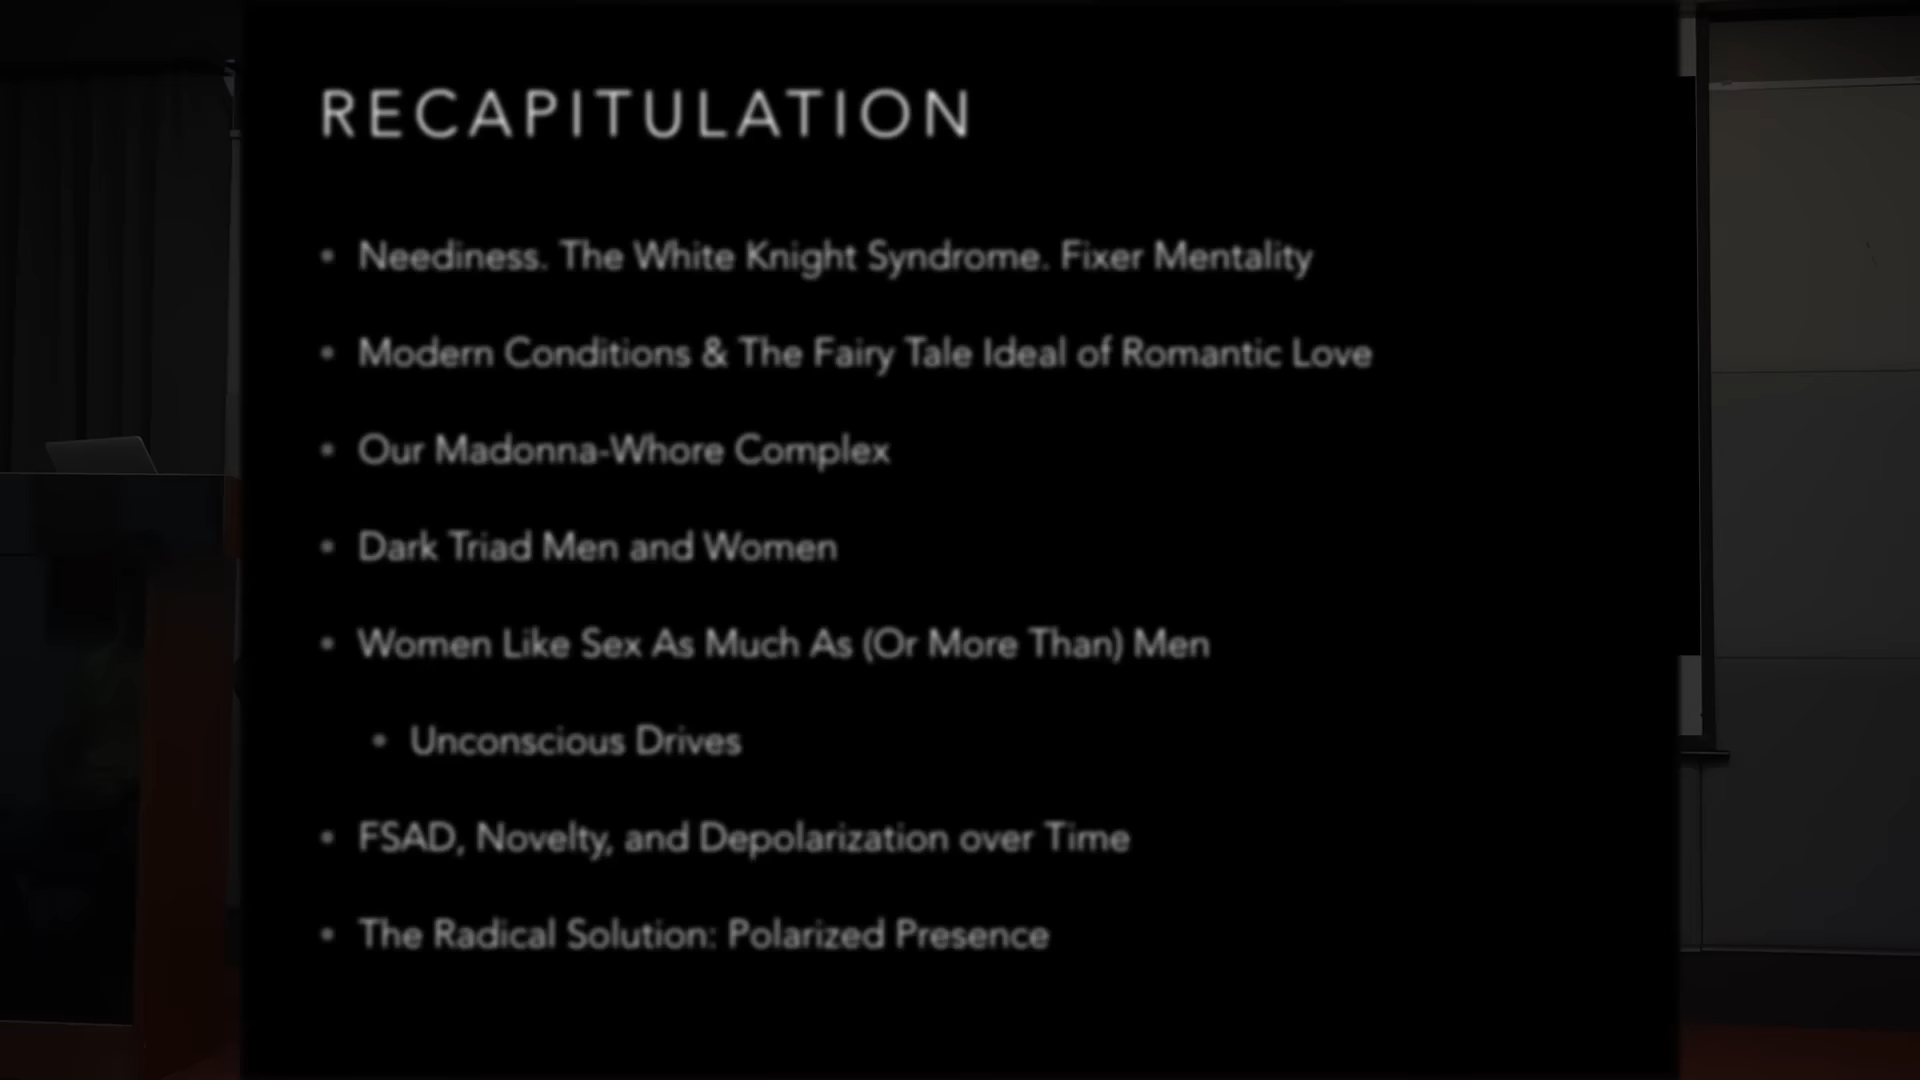 RECAPITULATION
• Neediness. The White Knight Syndrome. Fixer Mentality
• Modern Conditions & The Fairy Tale Ideal of Romantic Love
• Our Madonna-Whore Complex
• Dark Triad Men and Women
• Women Like Sex As Much As (Or More Than) Men
• Unconscious Drives
• FSAD, Novelty, and Depolarization over Time
• The Radical Solution: Polarized Presence